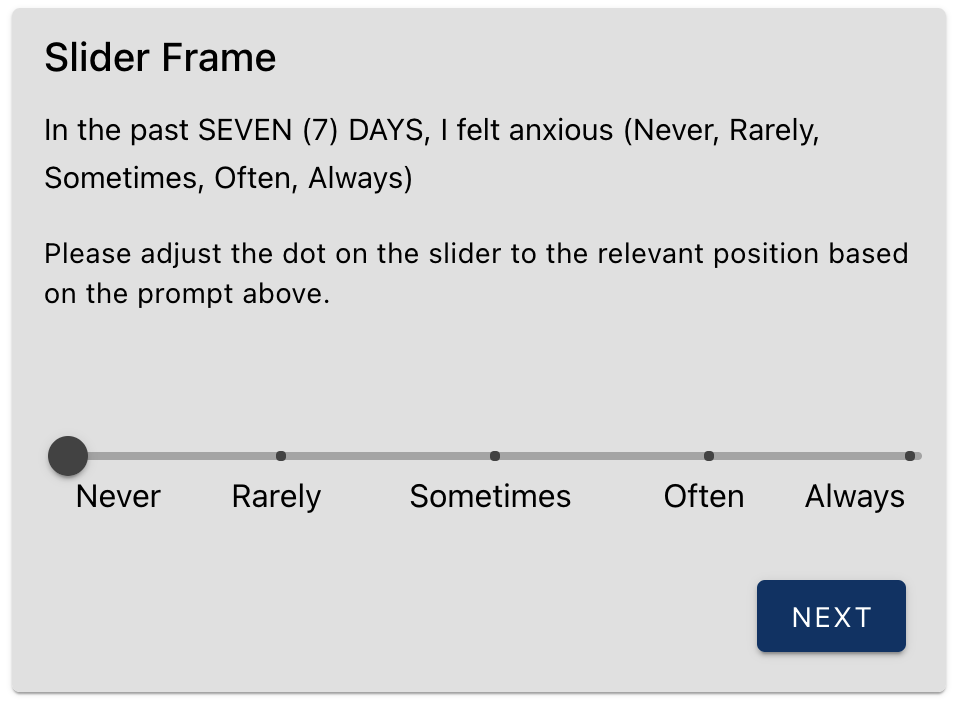 Slider Frame
In the past SEVEN (7) DAYS, I felt anxious (Never, Rarely,
Sometimes, Often, Always)
Please adjust the dot on the slider to the relevant position based
on the prompt above.
Never Rarely Sometimes Often Always
NEXT